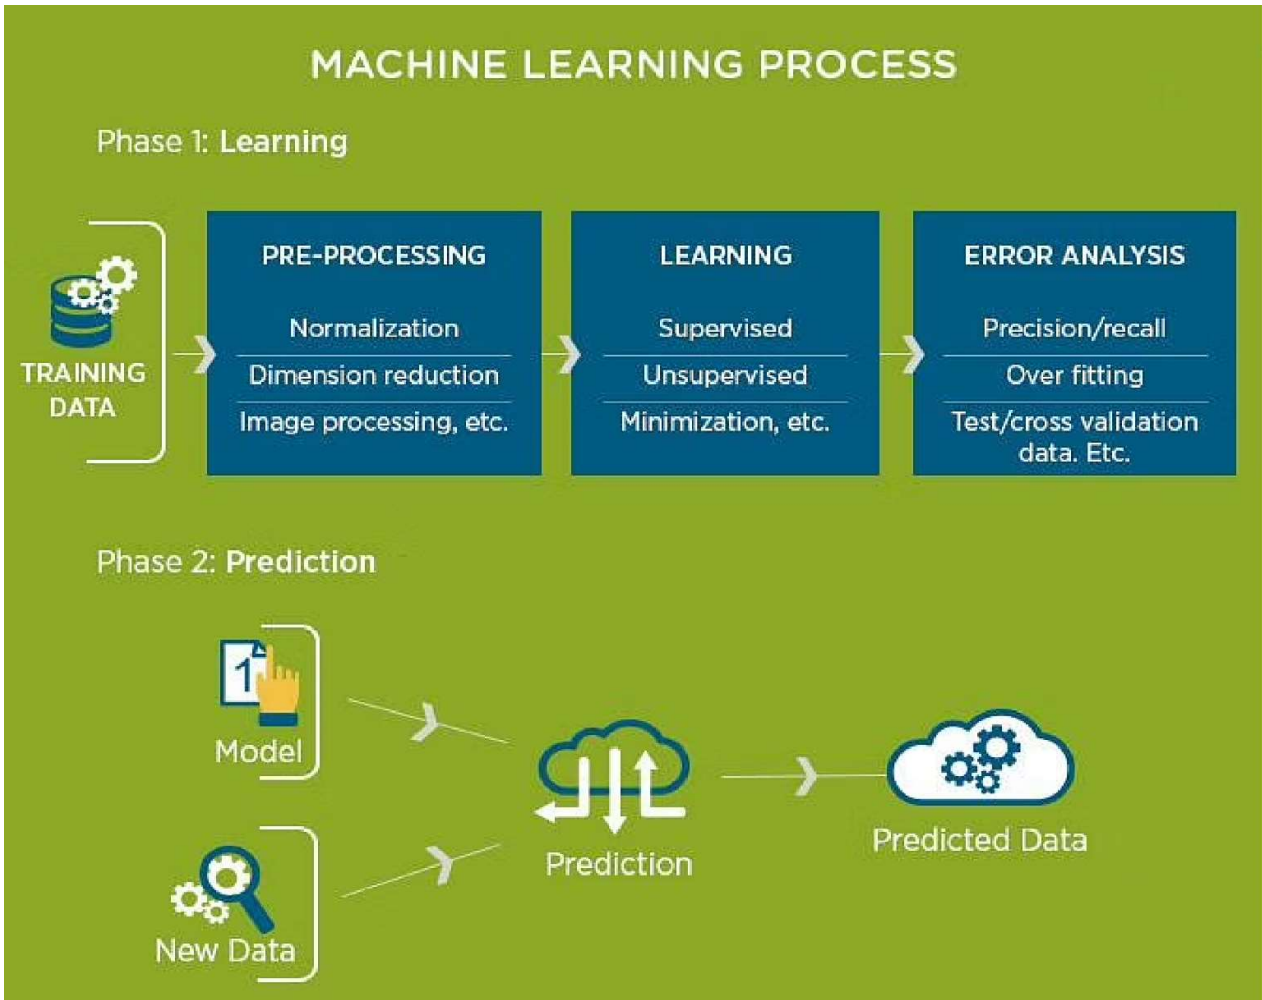 MACHINE LEARNING PROCESS
Phase 1: Learning
TRAINING
DATA
PRE-PROCESSING
Normalization
Dimension reduction
Image processing, etc.
LEARNING
Supervised
Unsupervised
Minimization, etc.
ERROR ANALYSIS
Precision/recall
Over fitting
Test/cross validation
data. Etc.
Phase 2: Prediction
1
Model
New Data
Prediction
Predicted Data